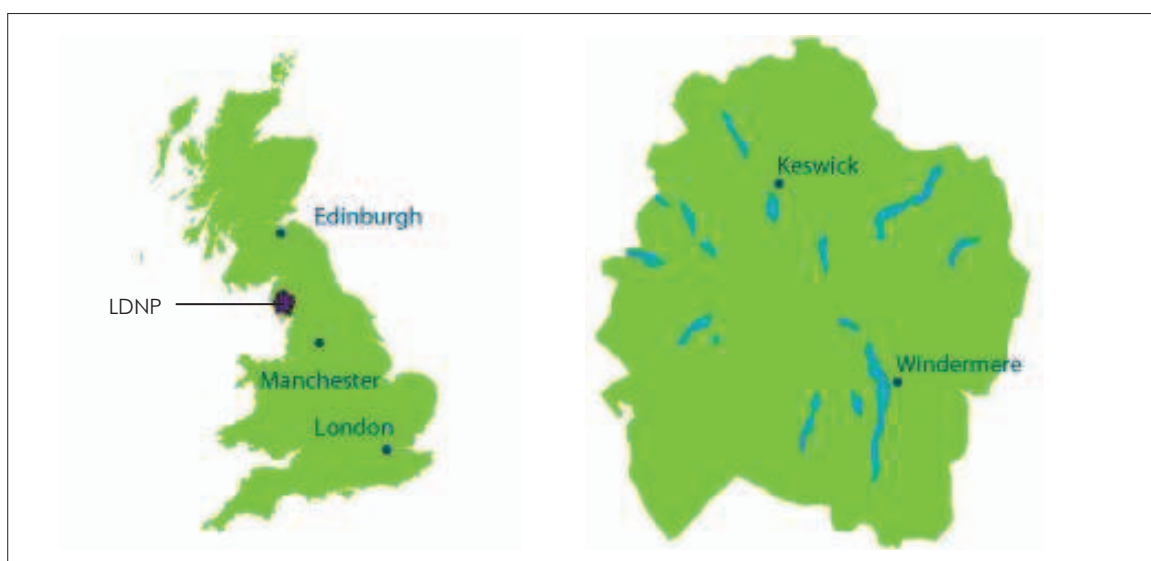 Edinburgh
LDNP
Manchester
London
Keswick
Windermere